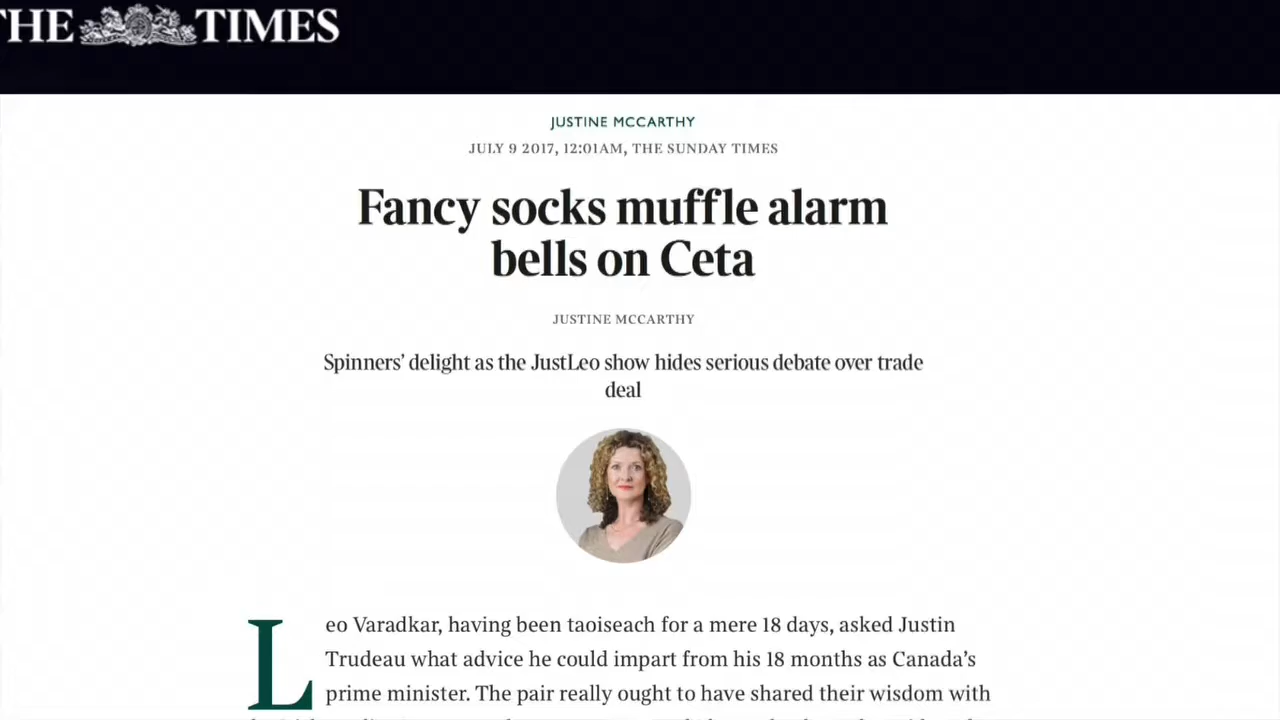 THE TIMES
JUSTINE MCCARTHY
JULY 9 2017, 12:01AM, THE SUNDAY TIMES
Fancy socks muffle alarm
bells on Ceta
JUSTINE MCCARTHY
Spinners’ delight as the JustLeo show hides serious debate over trade
deal
Leo Varadkar, having been taoiseach for a mere 18 days, asked Justin
Trudeau what advice he could impart from his 18 months as Canada’s
prime minister. The pair really ought to have shared their wisdom with